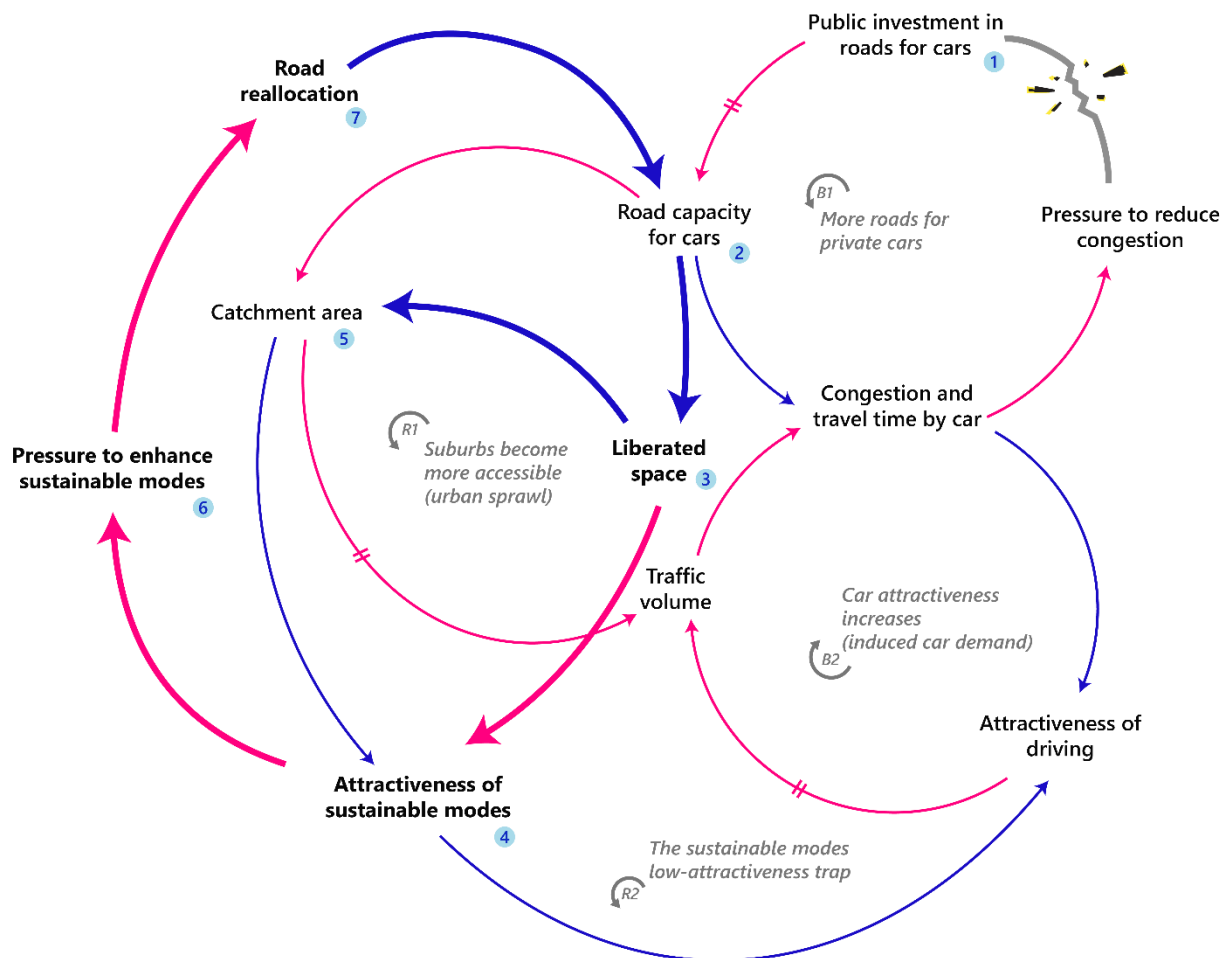 Public investment in
roads for cars
1
Road
reallocation
7
B1
More roads for
private cars
Road capacity
for cars
2
Pressure to reduce
congestion
Catchment area
5
Congestion and
travel time by car
R1
Suburbs become
more accessible
(urban sprawl)
Liberated
space
3
Pressure to enhance
sustainable modes
6
Traffic
volume
Car attractiveness
increases
(induced car demand)
B2
Attractiveness of
driving
Attractiveness of
sustainable modes
4
The sustainable modes
low-attractiveness trap
R2